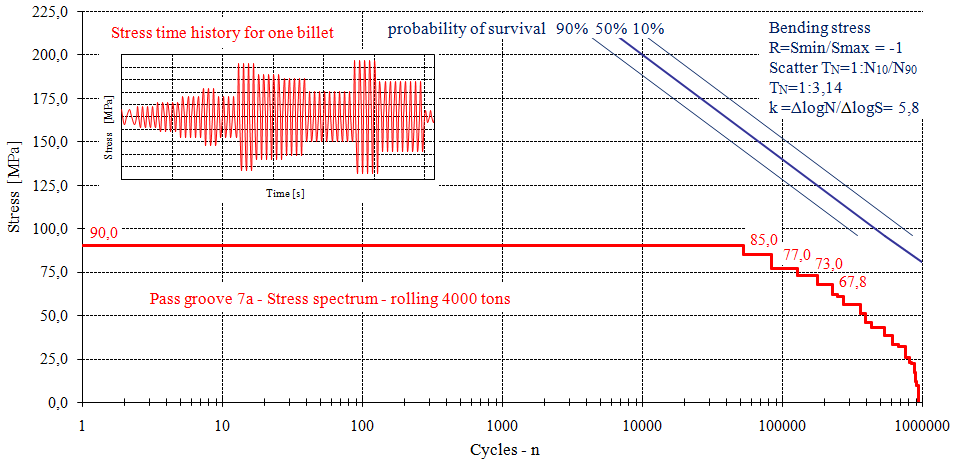 225,0
200,0
175,0
150,0
125,0
100,0
75,0
50,0
25,0
0,0
Stress [MPa]
Stress time history for one billet
Stress [MPa]
Time [s]
probability of survival 90% 50% 10%
Bending stress
R=Smin/Smax = -1
Scatter TN=1:N10/N90
TN=1:3,14
k =ΔlogN/ΔlogS= 5,8
90,0
85,0
77,0
73,0
67,8
Pass groove 7a - Stress spectrum - rolling 4000 tons
1 10 100 1000 10000 100000 1000000
Cycles - n